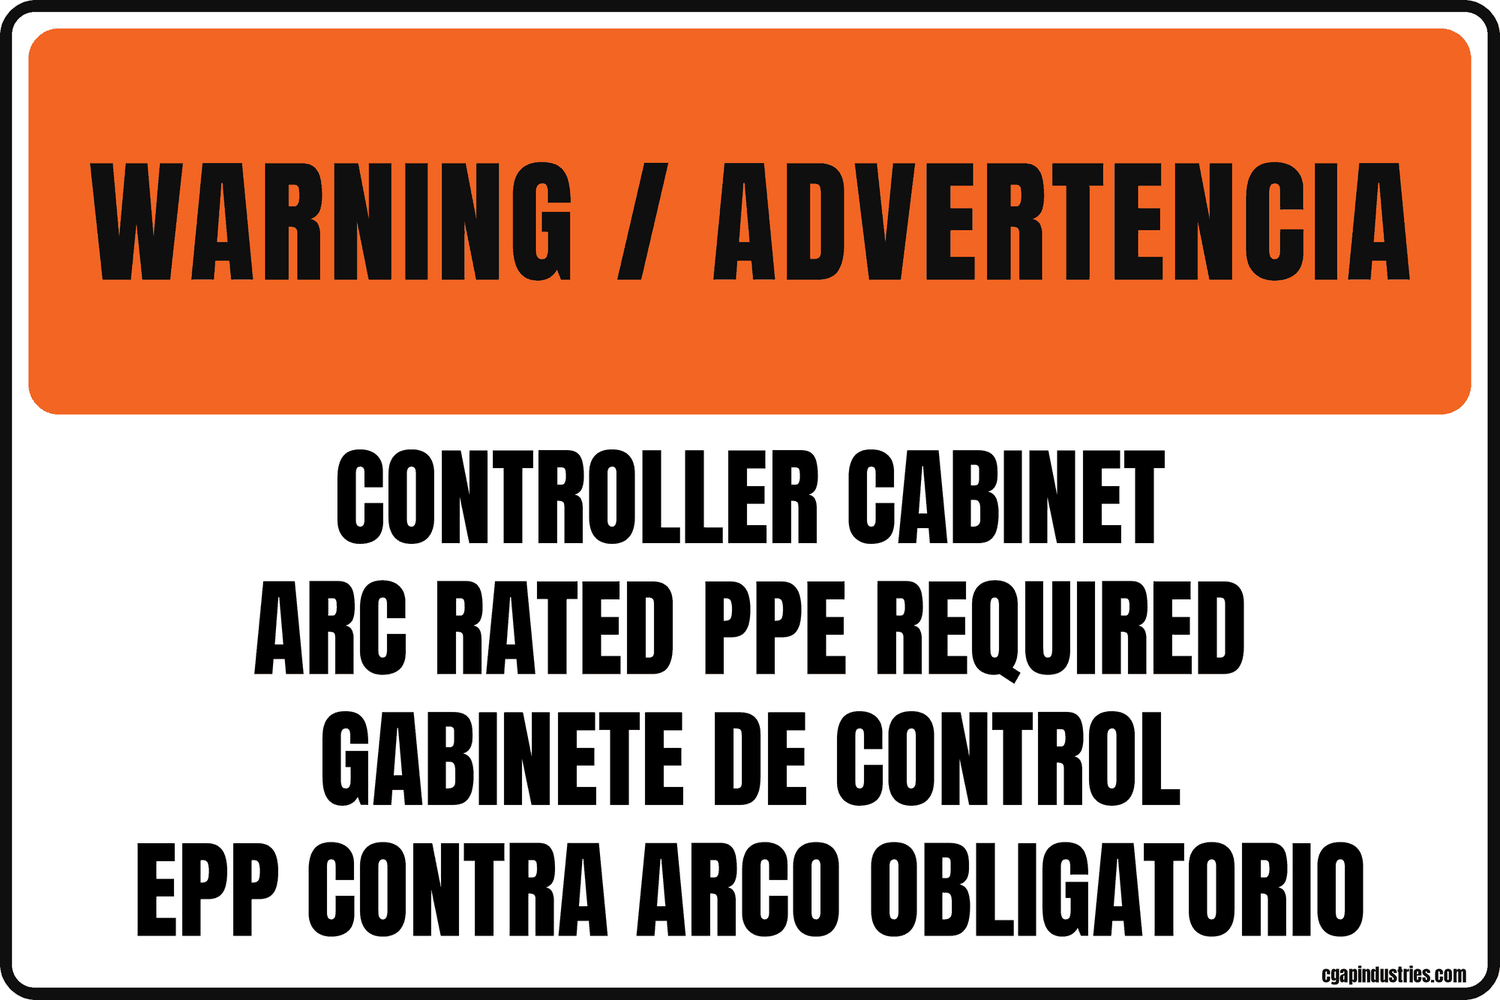 WARNING / ADVERTENCIA
CONTROLLER CABINET
ARC RATED PPE REQUIRED
GABINETE DE CONTROL
EPP CONTRA ARCO OBLIGATORIO
cgapindustries.com